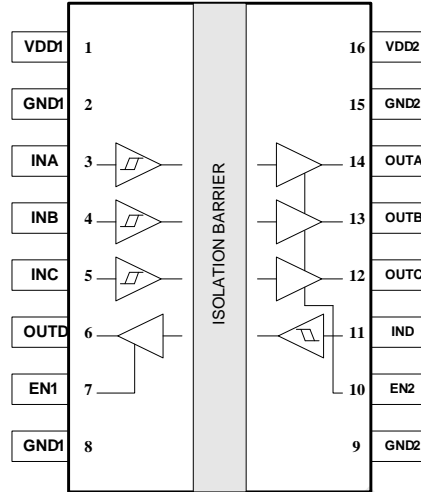 VDD1 1 16 VDD2
GND1 2 15 GND2
INA 3 14 OUTA
INB 4 13 OUTB
INC 5 12 OUTC
OUTD 6 11 IND
EN1 7 10 EN2
GND1 8 9 GND2
ISOLATION BARRIER